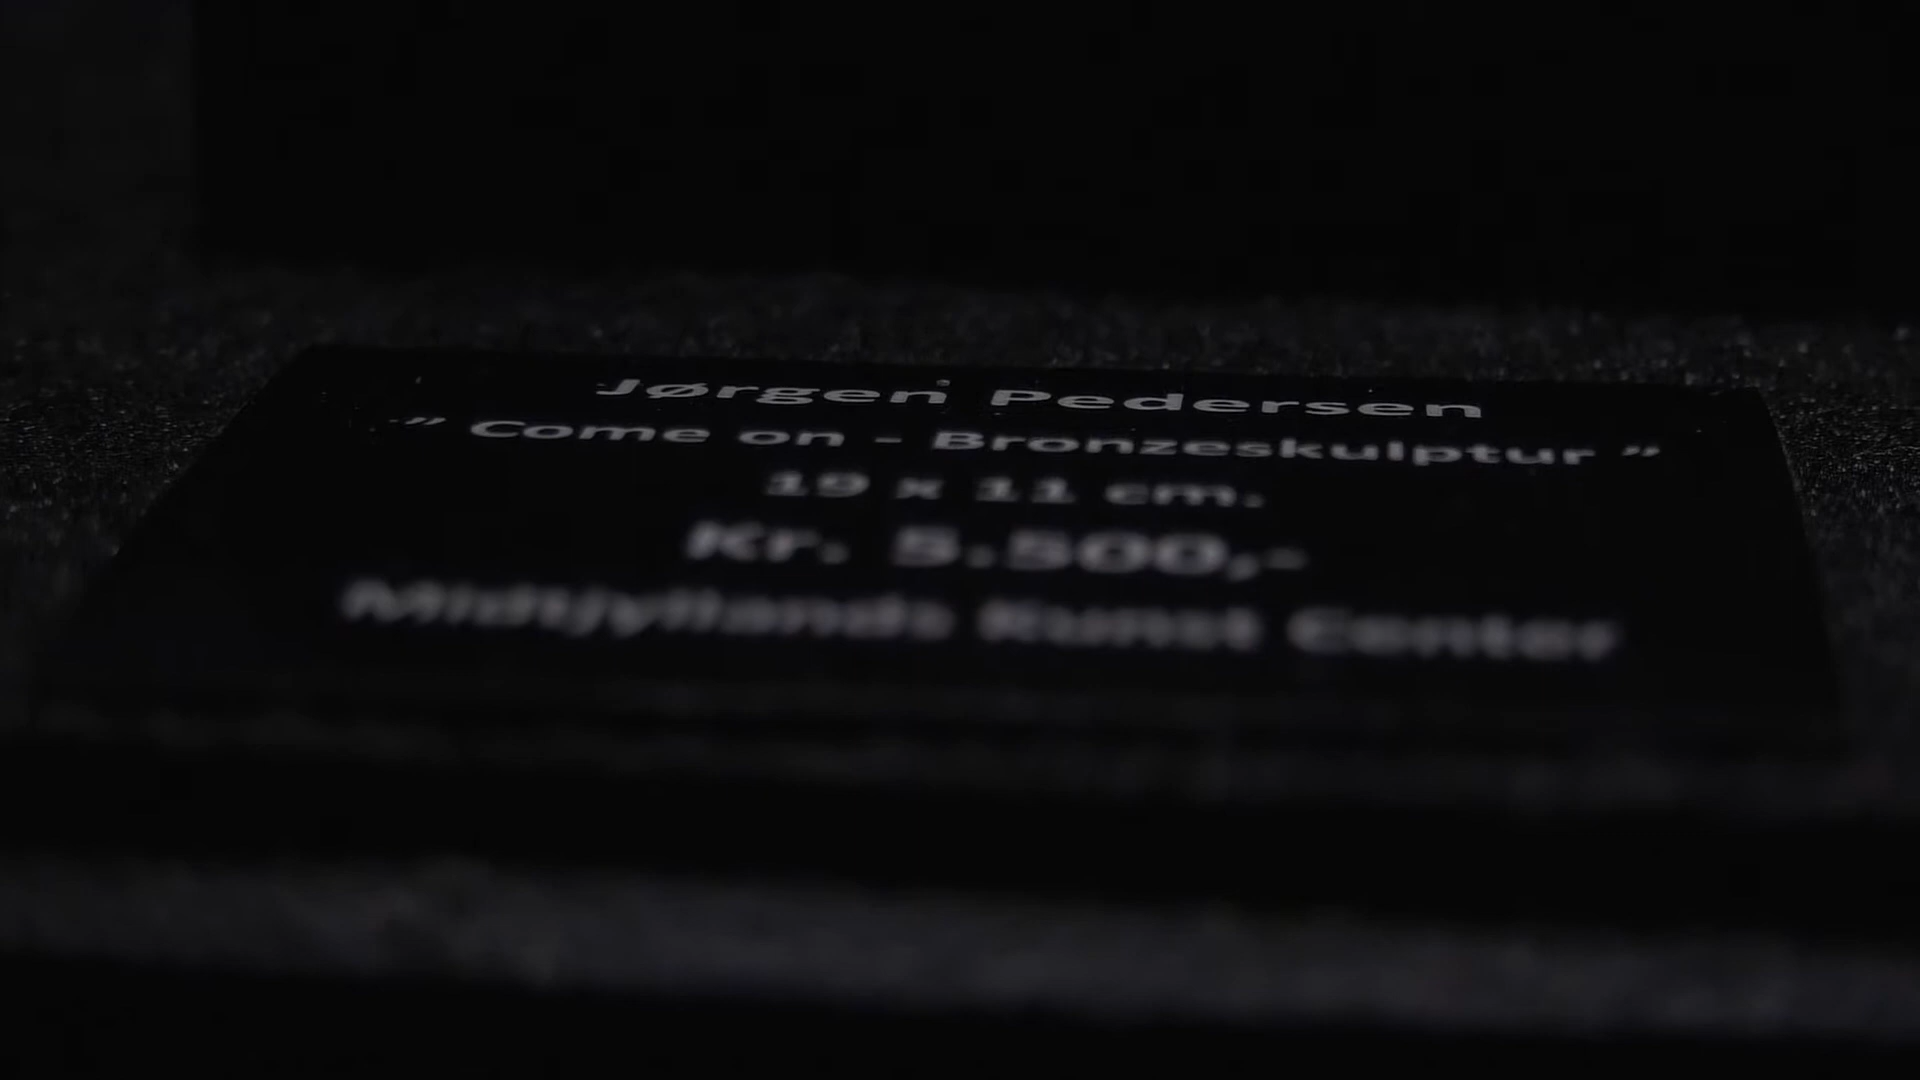 Jørgen Pedersen
” Come on - Bronzeskulptur ”
19 x 11 cm.
Kr. 5.500,-
Midtjyllands Kunst Center